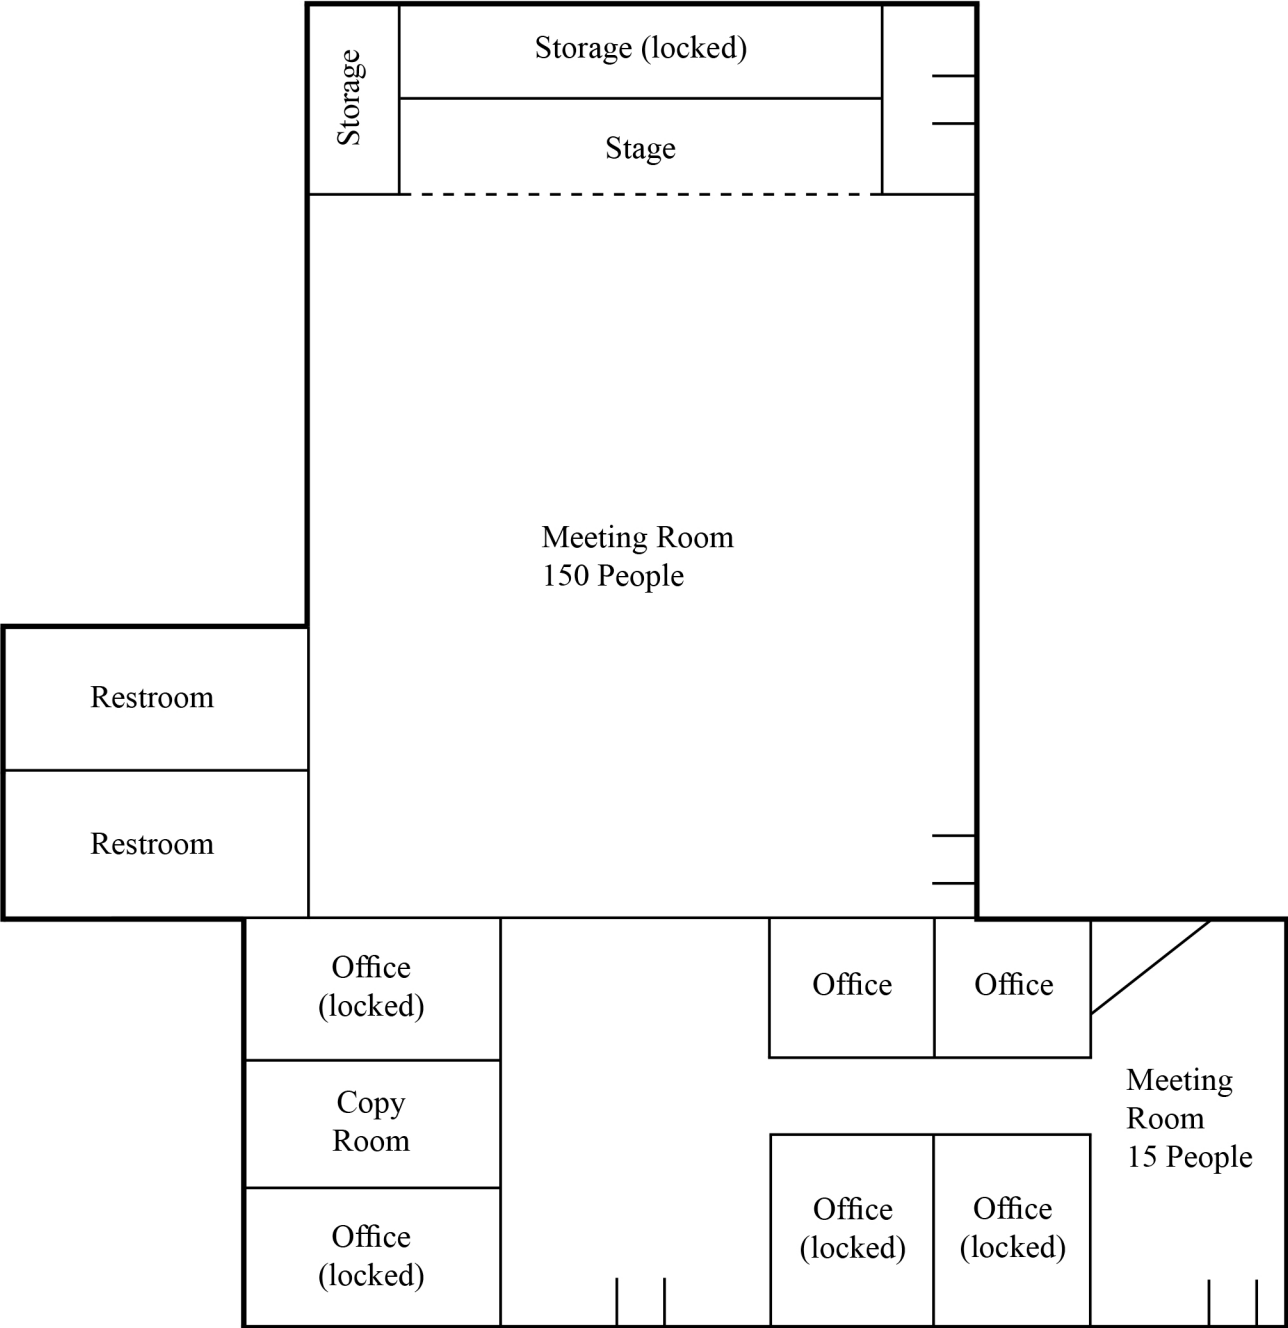 Storage
Storage (locked)
Stage
Meeting Room
150 People
Restroom
Restroom
Office
(locked)
Office
Office
Copy
Room
Meeting
Room
15 People
Office
(locked)
Office
(locked)
Office
(locked)